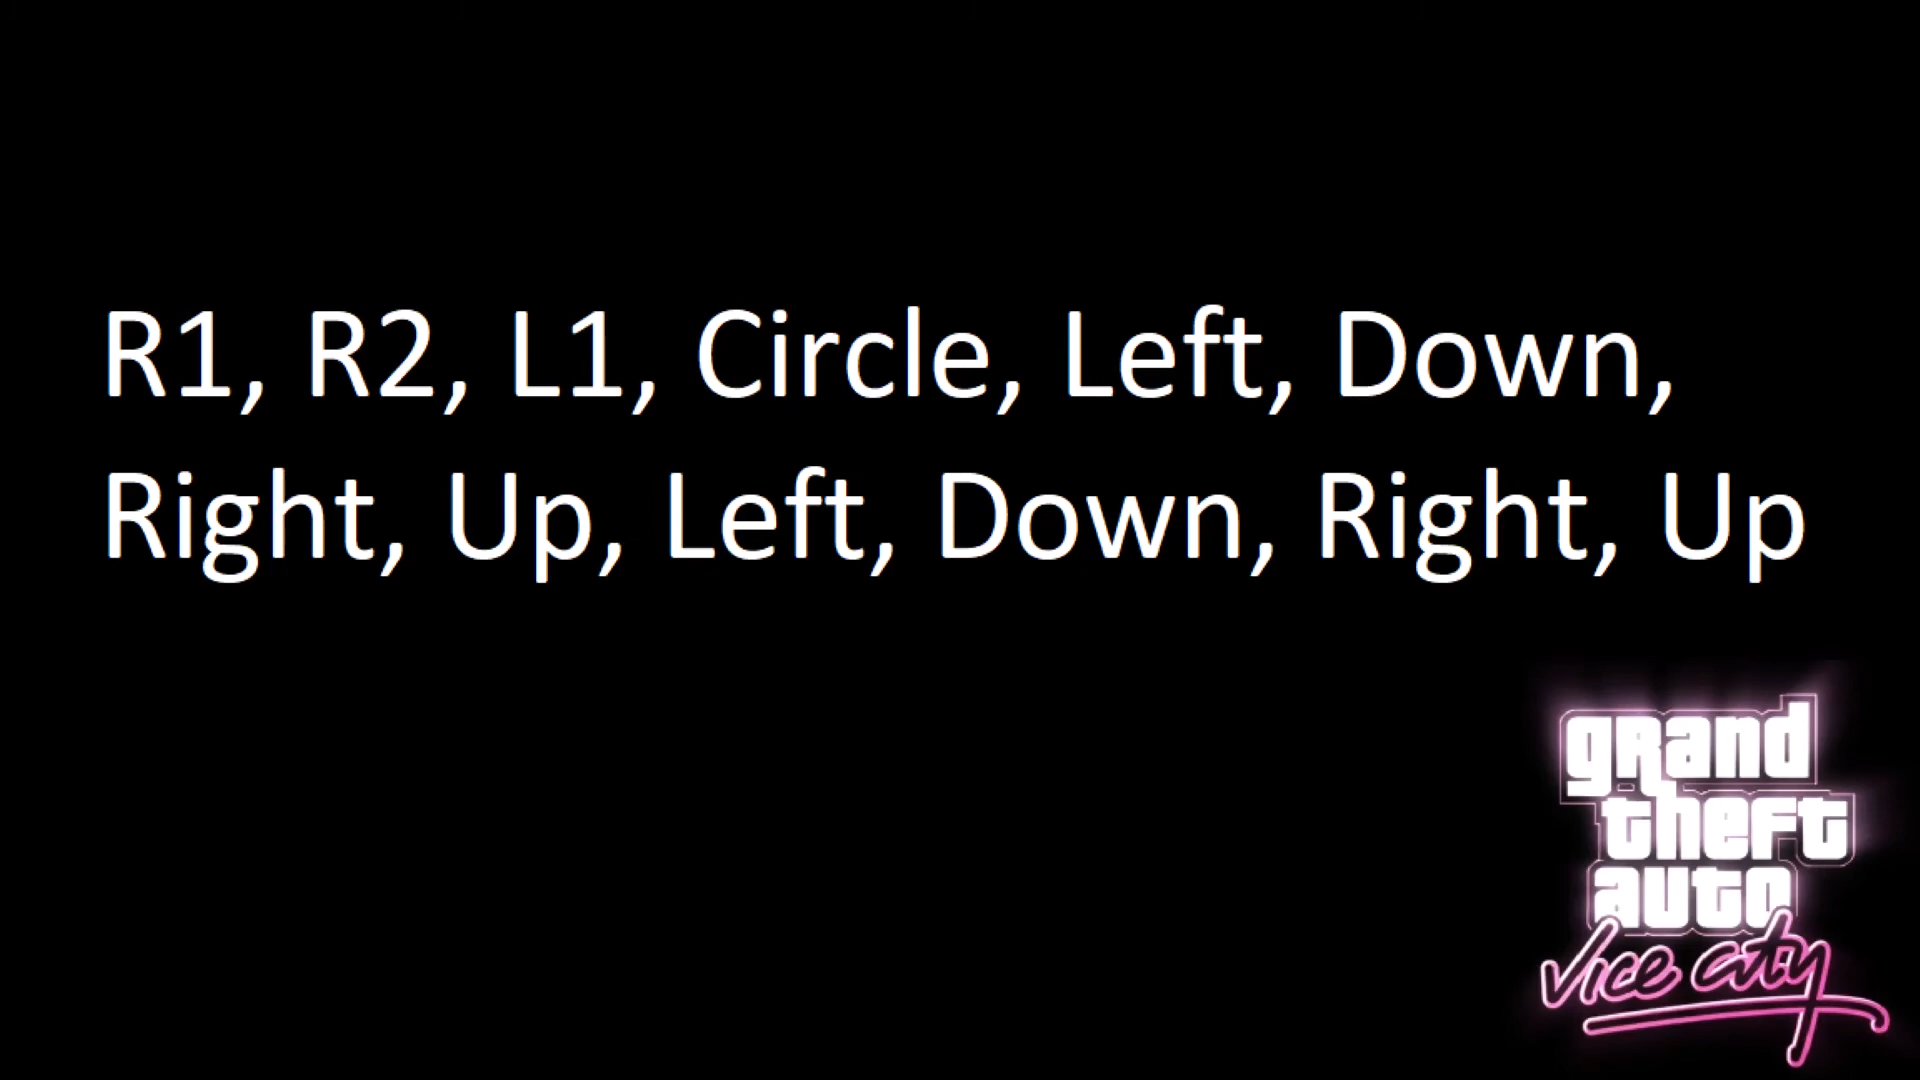 R1, R2, L1, Circle, Left, Down,
Right, Up, Left, Down, Right, Up
grand
theft
auto
vice city